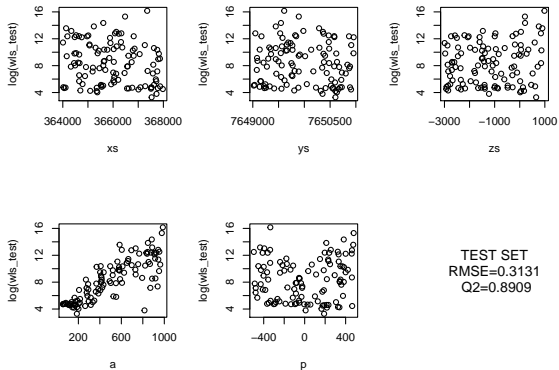 log(wls_test)
4 8 12 16
364000 366000 368000
xs
log(wls_test)
4 8 12 16
7649000 7650500
ys
log(wls_test)
4 8 12 16
−3000 −1000 1000
zs
log(wls_test)
4 8 12 16
200 600 1000
a
log(wls_test)
4 8 12 16
−400 0 400
p
TEST SET
RMSE=0.3131
Q2=0.8909